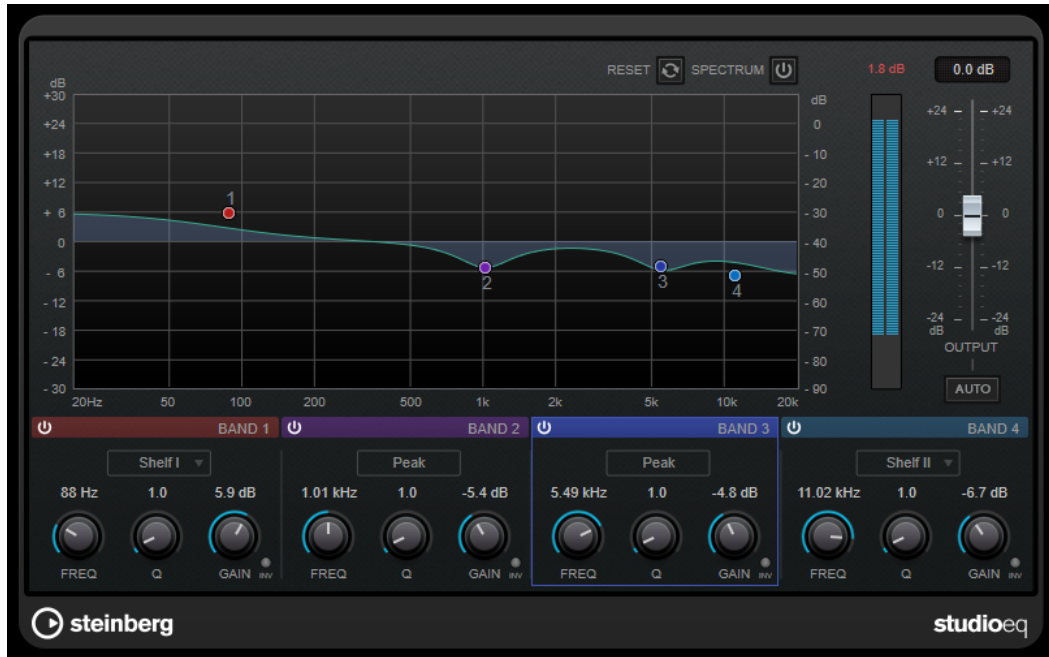 RESET SPECTRUM 1.8 dB 0.0 dB
dB
+30
+24
+18
+12
+ 6
0
- 6
- 12
- 18
- 24
- 30
dB
0
- 10
- 20
- 30
- 40
- 50
- 60
- 70
- 80
- 90
1
2
3
4
20Hz 50 100 200 500 1k 2k 5k 10k 20k
+24 +24
+12 +12
0 0
-12 -12
-24 -24
dB dB
OUTPUT
AUTO
BAND 1 BAND 2 BAND 3 BAND 4
Shelf I Peak Peak Shelf II
88 Hz 1.0 5.9 dB 1.01 kHz 1.0 -5.4 dB 5.49 kHz 1.0 -4.8 dB 11.02 kHz 1.0 -6.7 dB
FREQ Q GAIN INV FREQ Q GAIN INV FREQ Q GAIN INV FREQ Q GAIN INV
steinberg studioeq